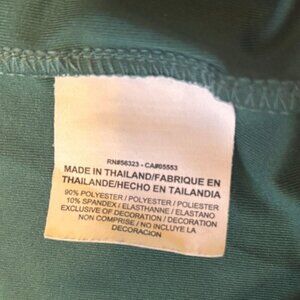 RN#56323 - CA#05553
MADE IN THAILAND/FABRIQUE EN
THAILANDE/HECHO EN TAILANDIA
90% POLYESTER / POLYESTER / POLIESTER
10% SPANDEX / ELASTHANNE / ELASTANO
EXCLUSIVE OF DECORATION / DECORATION
NON COMPRISE / NO INCLUYE LA
DECORACION